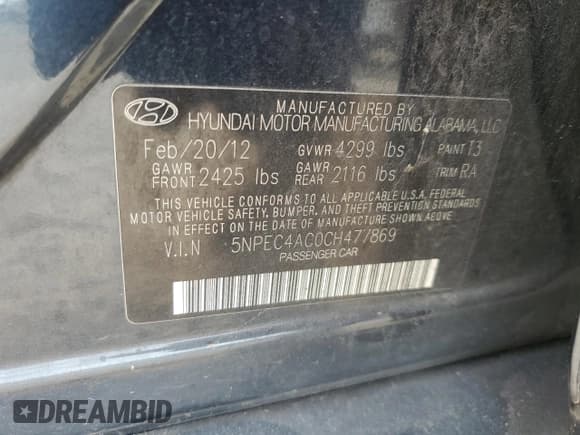 MANUFACTURED BY
HYUNDAI MOTOR MANUFACTURING ALABAMA, LLC
Feb/20/12 GVWR 4299 lbs PAINT T3
GAWR FRONT 2425 lbs GAWR REAR 2116 lbs TRIM RA
THIS VEHICLE CONFORMS TO ALL APPLICABLE U.S.A. FEDERAL
MOTOR VEHICLE SAFETY, BUMPER, AND THEFT PREVENTION STANDARDS
IN EFFECT ON THE DATE OF MANUFACTURE SHOWN ABOVE
V.I.N 5NPEC4AC0CH477869
PASSENGER CAR
DREAMBID